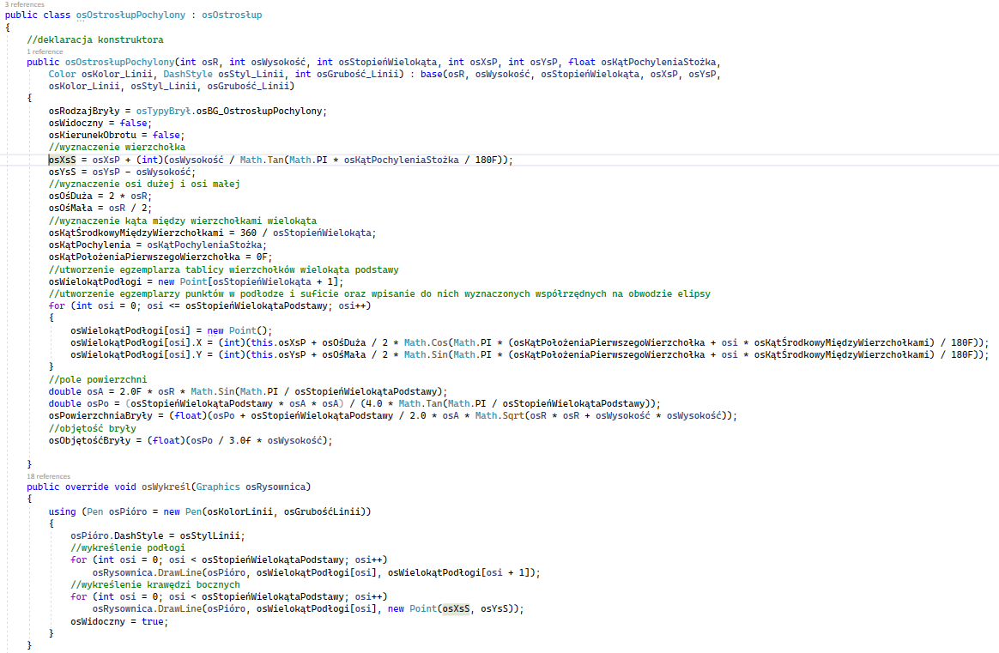 3 references
public class osOstrosłupPochylony : osOstrosłup
{
//deklaracja konstruktora
1 reference
public osOstrosłupPochylony(int osR, int osWysokość, int osStopieńWielokąta, int osXsP, int osYsP, float osKątPochyleniaStożka,
Color osKolor_Linii, DashStyle osStyl_Linii, int osGrubość_Linii) : base(osR, osWysokość, osStopieńWielokąta, osXsP, osYsP,
osKolor_Linii, osStyl_Linii, osGrubość_Linii)
{
osRodzajBryły = osTypyBrył.osBG_OstrosłupPochylony;
osWidoczny = false;
osKierunekObrotu = false;
//wyznaczenie wierzchołka
osXsS = osXsP + (int)(osWysokość / Math.Tan(Math.PI * osKątPochyleniaStożka / 180F));
osYsS = osYsP - osWysokość;
//wyznaczenie osi dużej i osi małej
osOśDuża = 2 * osR;
osOśMała = osR / 2;
//wyznaczenie kąta między wierzchołkami wielokąta
osKątŚrodkowyMiędzyWierzchołkami = 360 / osStopieńWielokąta;
osKątPochylenia = osKątPochyleniaStożka;
osKątPołożeniaPierwszegoWierzchołka = 0F;
//utworzenie egzemplarza tablicy wierzchołków wielokąta podstawy
osWielokątPodłogi = new Point[osStopieńWielokąta + 1];
//utworzenie egzemplarzy punktów w podłodze i suficie oraz wpisanie do nich wyznaczonych współrzędnych na obwodzie elipsy
for (int osi = 0; osi <= osStopieńWielokątaPodstawy; osi++)
{
osWielokątPodłogi[osi] = new Point();
osWielokątPodłogi[osi].X = (int)(this.osXsP + osOśDuża / 2 * Math.Cos(Math.PI * (osKątPołożeniaPierwszegoWierzchołka + osi * osKątŚrodkowyMiędzyWierzchołkami) / 180F));
osWielokątPodłogi[osi].Y = (int)(this.osYsP + osOśMała / 2 * Math.Sin(Math.PI * (osKątPołożeniaPierwszegoWierzchołka + osi * osKątŚrodkowyMiędzyWierzchołkami) / 180F));
}
//pole powierzchni
double osA = 2.0F * osR * Math.Sin(Math.PI / osStopieńWielokątaPodstawy);
double osPo = (osStopieńWielokątaPodstawy * osA * osA) / (4.0 * Math.Tan(Math.PI / osStopieńWielokątaPodstawy));
osPowierzchniaBryły = (float)(osPo + osStopieńWielokątaPodstawy / 2.0 * osA * Math.Sqrt(osR * osR + osWysokość * osWysokość));
//objętość bryły
osObjętośćBryły = (float)(osPo / 3.0f * osWysokość);
}
18 references
public override void osWykreśl(Graphics osRysownica)
{
using (Pen osPióro = new Pen(osKolorLinii, osGrubośćLinii))
{
osPióro.DashStyle = osStylLinii;
//wykreślenie podłogi
for (int osi = 0; osi < osStopieńWielokątaPodstawy; osi++)
osRysownica.DrawLine(osPióro, osWielokątPodłogi[osi], osWielokątPodłogi[osi + 1]);
//wykreślenie krawędzi bocznych
for (int osi = 0; osi < osStopieńWielokątaPodstawy; osi++)
osRysownica.DrawLine(osPióro, osWielokątPodłogi[osi], new Point(osXsS, osYsS));
osWidoczny = true;
}
}